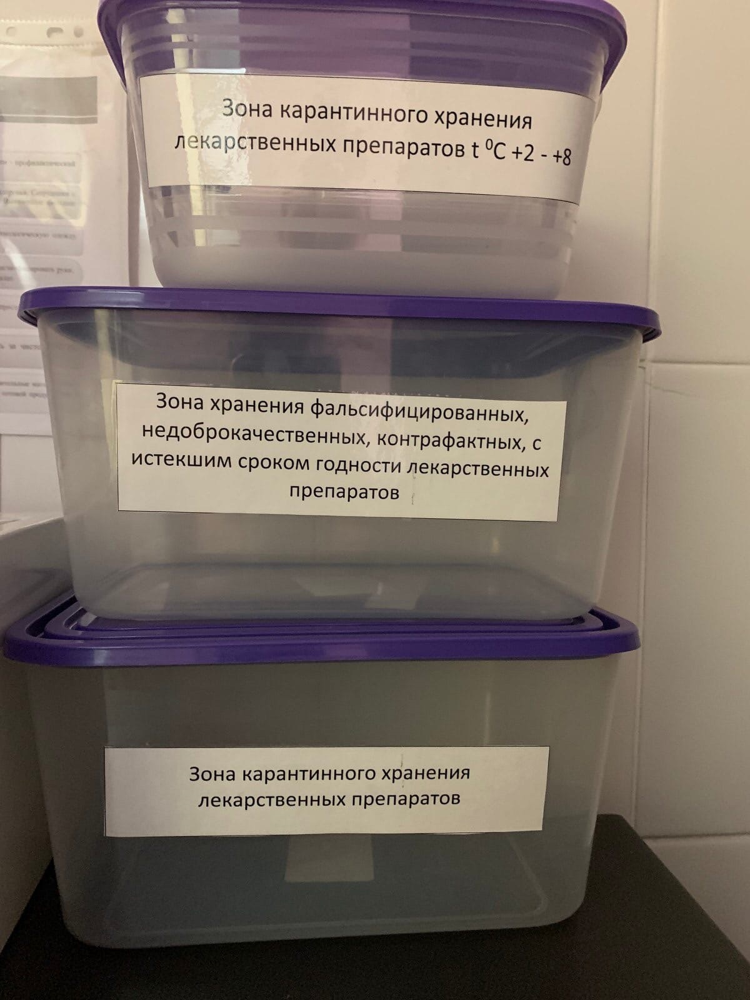 Зона карантинного хранения
лекарственных препаратов t ⁰C +2 - +8
Зона хранения фальсифицированных,
недоброкачественных, контрафактных, с
истекшим сроком годности лекарственных
препаратов
Зона карантинного хранения
лекарственных препаратов